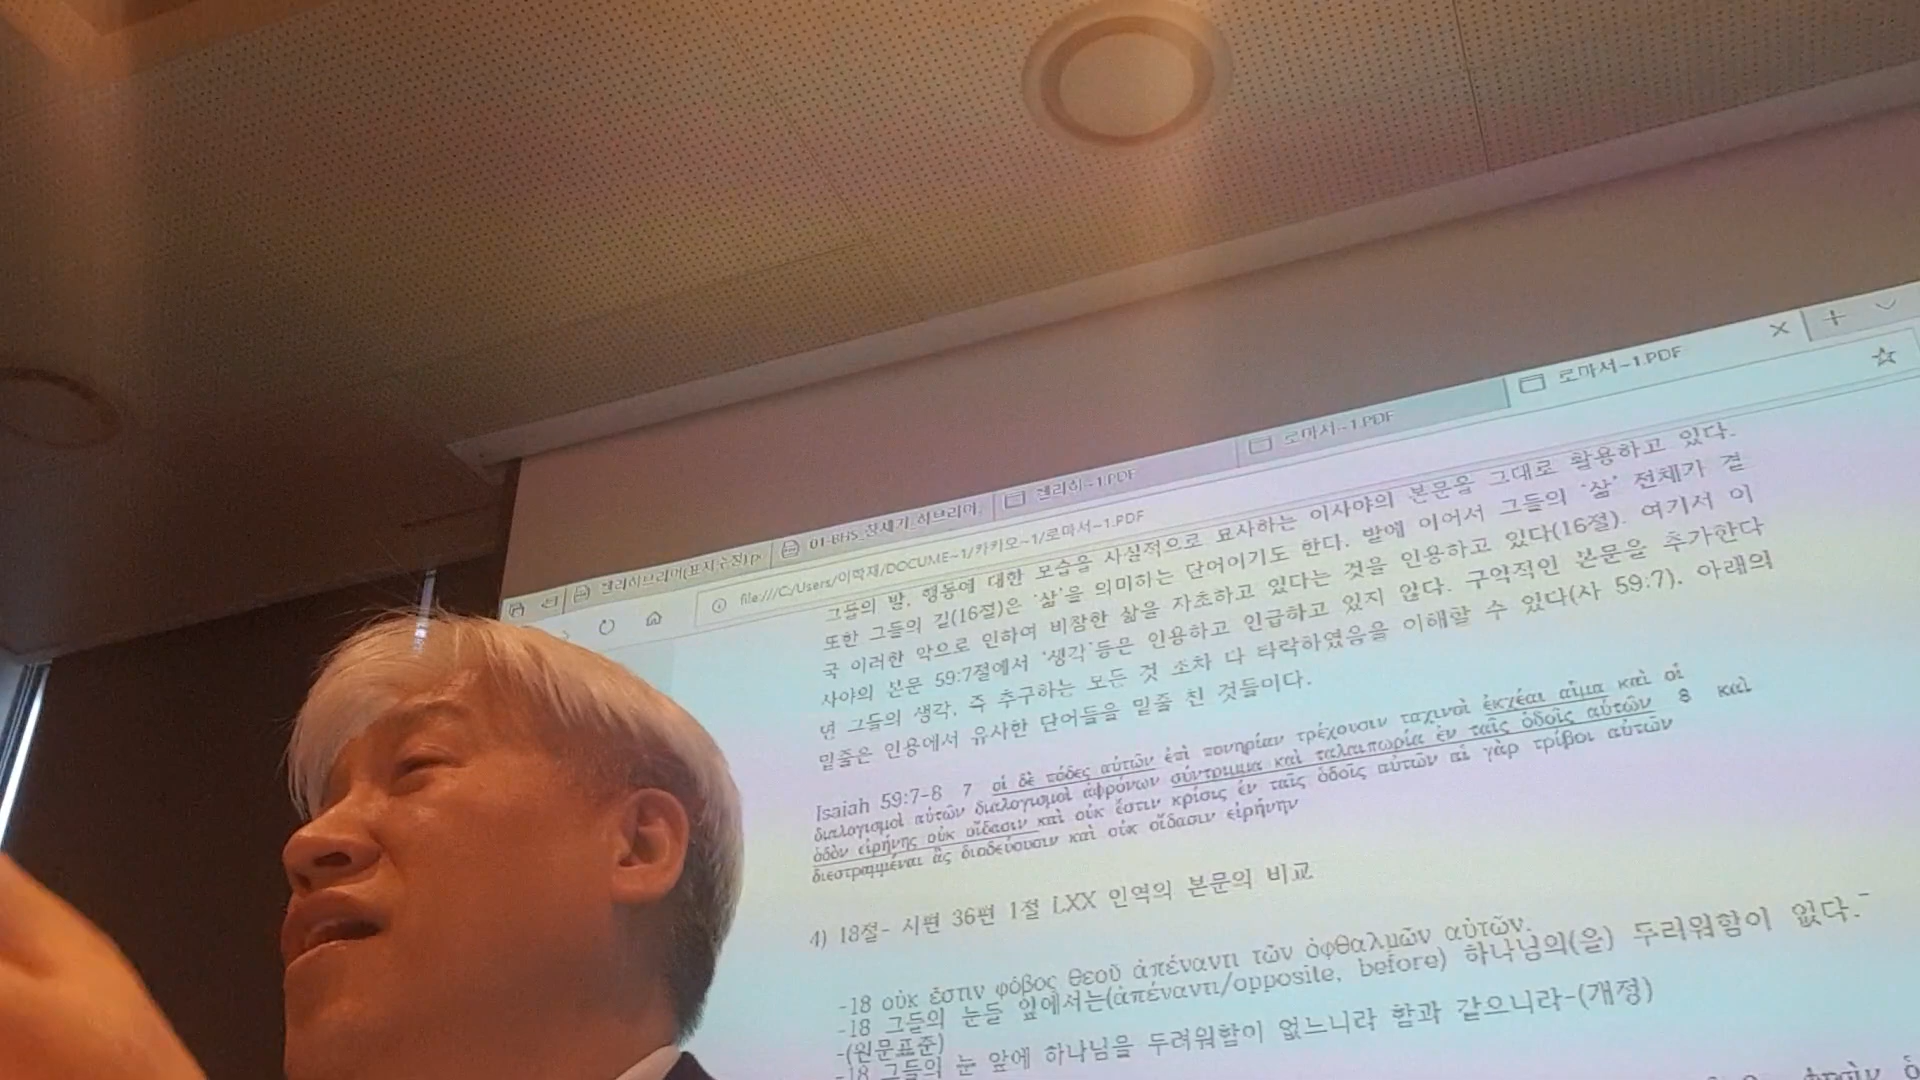 로마서~1.PDF
로마서~1.PDF
01-BHS_창세기_히브리어.
file:///C:/Users/이학재/DOCUME~1/카카오~1/로마서~1.PDF
그들의 발, 행동에 대한 모습을 사실적으로 묘사하는 이사야의 본문을 그대로 활용하고 있다.
또한 그들의 길(16절)은 '삶'을 의미하는 단어이기도 한다. 발에 이어서 그들의 '삶' 전체가 결
국 이러한 악으로 인하여 비참한 삶을 자초하고 있다는 것을 인용하고 있다(16절). 여기서 이
사야의 본문 59:7절에서 '생각'등은 인용하고 언급하고 있지 않다. 구약적인 본문을 추가한다
면 그들의 생각, 즉 추구하는 모든 것 조차 다 타락하였음을 이해할 수 있다(사 59:7). 아래의
밑줄은 인용에서 유사한 단어들을 밑줄 친 것들이다.
Isaiah 59:7-8 7 οἱ δὲ πόδες αὐτῶν ἐπὶ πονηρίαν τρέχουσιν ταχινοὶ ἐκχέαι αἷμα καὶ οἱ
διαλογισμοὶ αὐτῶν διαλογισμοὶ ἀφρόνων σύντριμμα καὶ ταλαιπωρία ἐν ταῖς ὁδοῖς αὐτῶν 8 καὶ
ὁδὸν εἰρήνης οὐκ οἴδασιν καὶ οὐκ ἔστιν κρίσις ἐν ταῖς ὁδοῖς αὐτῶν αἱ γὰρ τρίβοι αὐτῶν
διεστραμμέναι ἃς διοδεύουσιν καὶ οὐκ οἴδασιν εἰρήνην
4) 18절- 시편 36편 1절 LXX 인역의 본문의 비교
-18 οὐκ ἔστιν φόβος θεοῦ ἀπέναντι τῶν ὀφθαλμῶν αὐτῶν.
-18 그들의 눈들 앞에서는(ἀπέναντι/opposite, before) 하나님의(을) 두려워함이 없다.-
-(원문표준)
-18 그들의 눈 앞에 하나님을 두려워함이 없느니라 함과 같으니라-(개정)